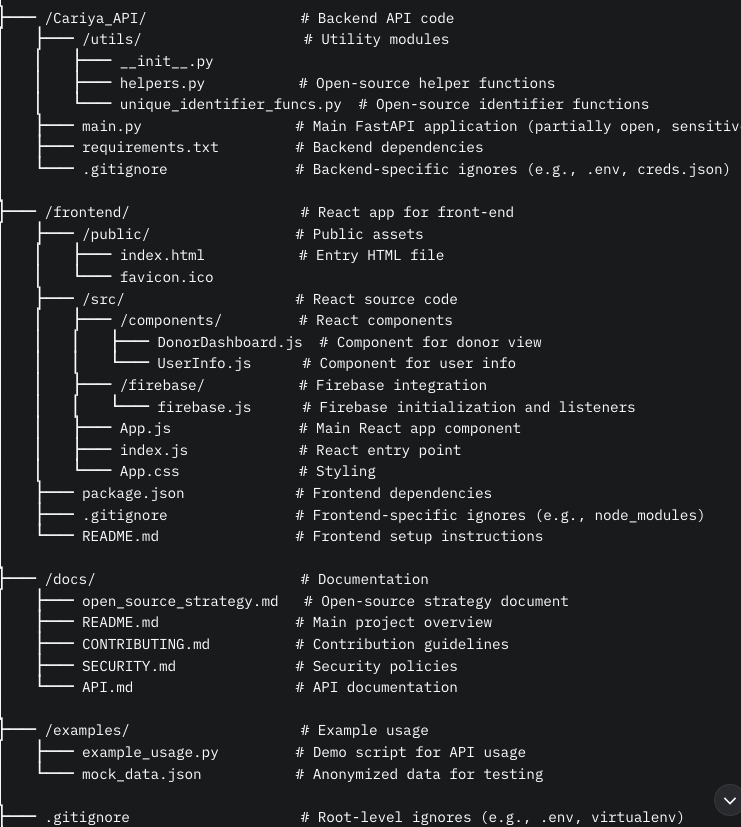 ├── /Cariya_API/                   # Backend API code
│   ├── /utils/                    # Utility modules
│   │   ├── __init__.py
│   │   ├── helpers.py           # Open-source helper functions
│   │   └── unique_identifier_funcs.py  # Open-source identifier functions
│   ├── main.py                  # Main FastAPI application (partially open, sensitiv
│   ├── requirements.txt         # Backend dependencies
│   └── .gitignore               # Backend-specific ignores (e.g., .env, creds.json)
├── /frontend/                    # React app for front-end
│   ├── /public/                 # Public assets
│   │   ├── index.html           # Entry HTML file
│   │   └── favicon.ico
│   ├── /src/                    # React source code
│   │   ├── /components/         # React components
│   │   │   ├── DonorDashboard.js  # Component for donor view
│   │   │   └── UserInfo.js      # Component for user info
│   │   ├── /firebase/           # Firebase integration
│   │   │   └── firebase.js      # Firebase initialization and listeners
│   │   ├── App.js               # Main React app component
│   │   ├── index.js             # React entry point
│   │   └── App.css              # Styling
│   ├── package.json             # Frontend dependencies
│   ├── .gitignore               # Frontend-specific ignores (e.g., node_modules)
│   └── README.md                # Frontend setup instructions
├── /docs/                        # Documentation
│   ├── open_source_strategy.md   # Open-source strategy document
│   ├── README.md                # Main project overview
│   ├── CONTRIBUTING.md          # Contribution guidelines
│   ├── SECURITY.md              # Security policies
│   └── API.md                   # API documentation
├── /examples/                    # Example usage
│   ├── example_usage.py         # Demo script for API usage
│   └── mock_data.json           # Anonymized data for testing
├── .gitignore                    # Root-level ignores (e.g., .env, virtualenv)